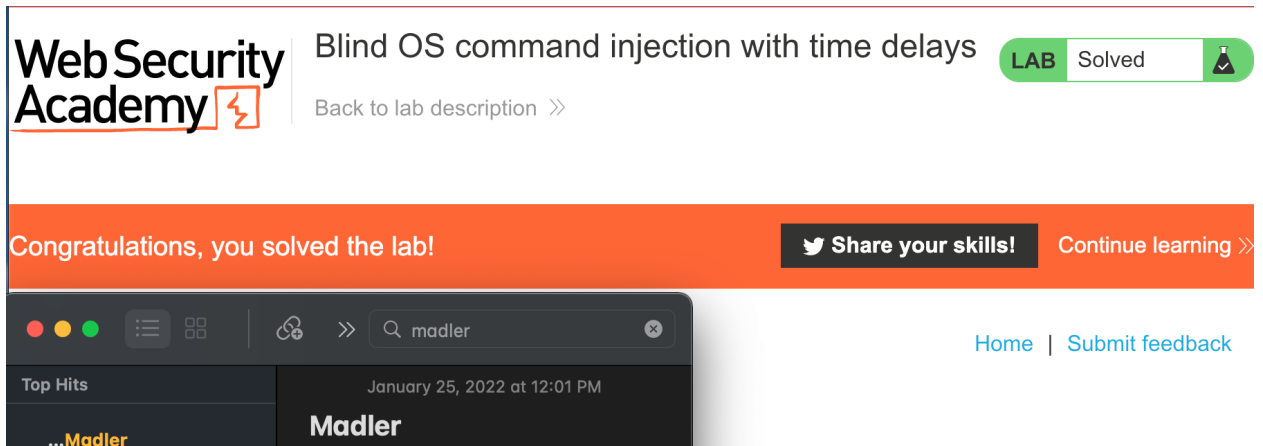 Web Security
Academy
Blind OS command injection with time delays
Back to lab description
LAB Solved
Congratulations, you solved the lab!
Share your skills!
Continue learning
madler
Home | Submit feedback
Top Hits
January 25, 2022 at 12:01 PM
Madler
...Madler